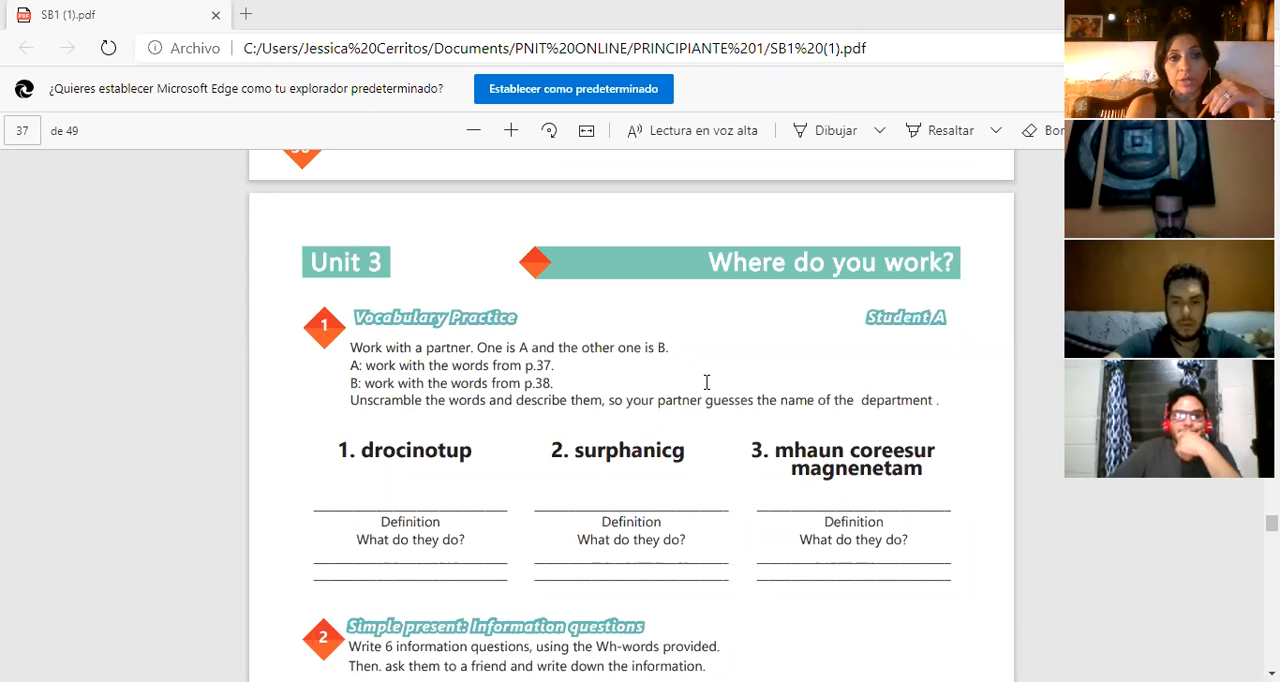 SB1 (1).pdf
Archivo
C:/Users/Jessica%20Cerritos/Documents/PNIT%20ONLINE/PRINCIPIANTE%201/SB1%20(1).pdf
¿Quieres establecer Microsoft Edge como tu explorador predeterminado?
Establecer como predeterminado
37 de 49
Lectura en voz alta
Dibujar
Resaltar
Bor
Unit 3
Where do you work?
1 Vocabulary Practice
Student A
Work with a partner. One is A and the other one is B.
A: work with the words from p.37.
B: work with the words from p.38.
Unscramble the words and describe them, so your partner guesses the name of the department .
1. drocinotup
2. surphanicg
3. mhaun coreesur
magnenetam
Definition
What do they do?
Definition
What do they do?
Definition
What do they do?
2 Simple present: Information questions
Write 6 information questions, using the Wh-words provided.
Then. ask them to a friend and write down the information.